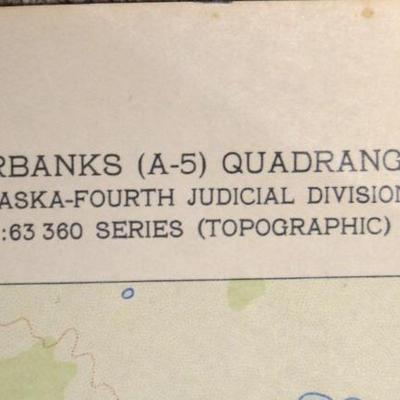 RBANKS (A-5) QUADRANG
ASKA-FOURTH JUDICIAL DIVISION
:63 360 SERIES (TOPOGRAPHIC)